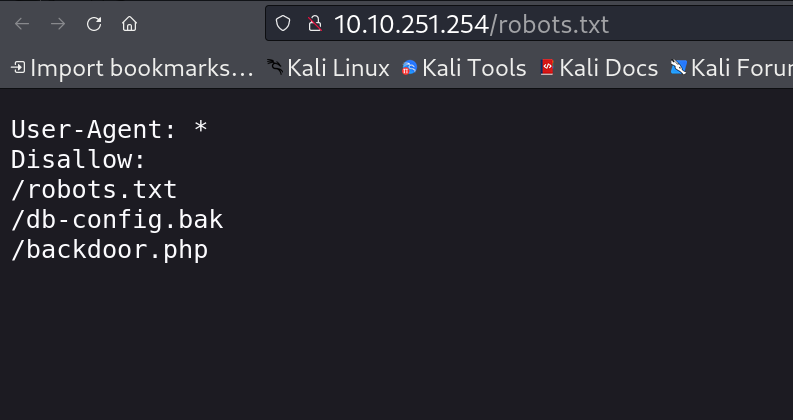 10.10.251.254/robots.txt
Import bookmarks... Kali Linux Kali Tools Kali Docs Kali Forur
User-Agent: *
Disallow:
/robots.txt
/db-config.bak
/backdoor.php